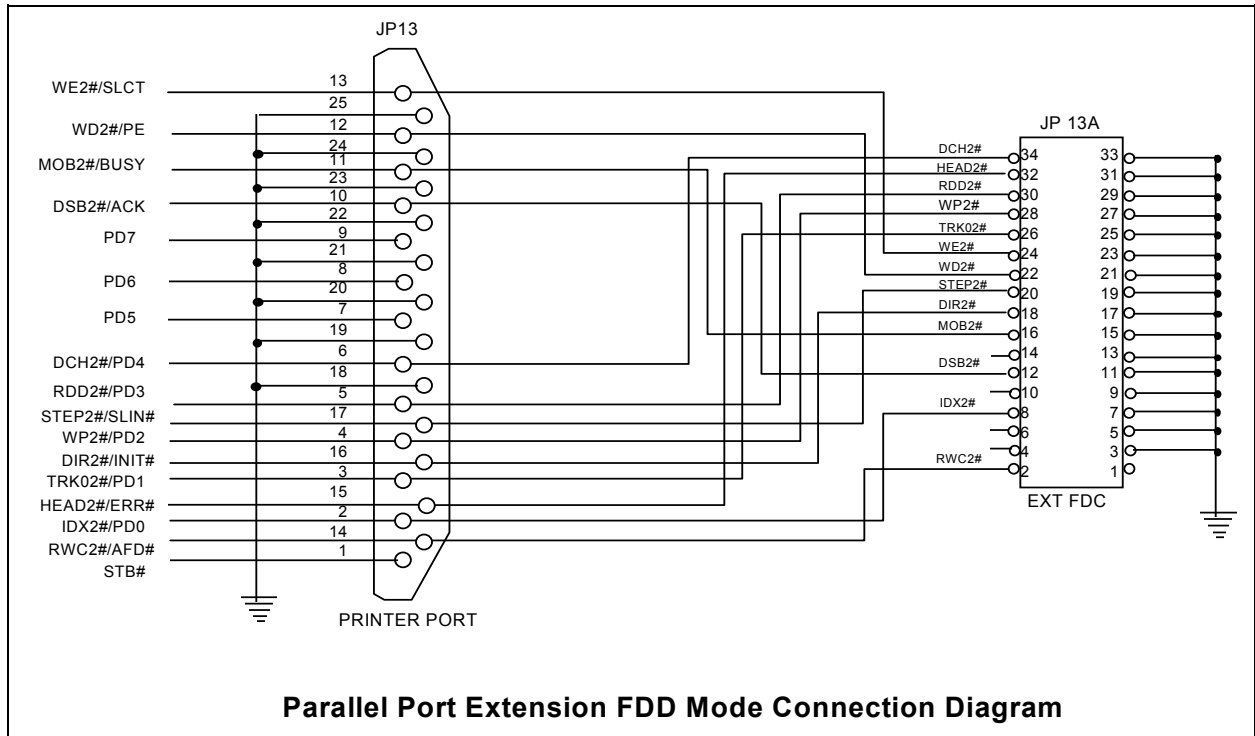 JP13
WE2#/SLCT
WD2#/PE
MOB2#/BUSY
DSB2#/ACK
PD7
PD6
PD5
DCH2#/PD4
RDD2#/PD3
STEP2#/SLIN#
WP2#/PD2
DIR2#/INIT#
TRK02#/PD1
HEAD2#/ERR#
IDX2#/PD0
RWC2#/AFD#
STB#
13
25
12
24
11
23
10
22
9
21
8
20
7
19
6
18
5
17
4
16
3
15
2
14
1
PRINTER PORT
JP 13A
DCH2#
HEAD2#
RDD2#
WP2#
TRK02#
WE2#
WD2#
STEP2#
DIR2#
MOB2#
DSB2#
IDX2#
RWC2#
34 33
32 31
30 29
28 27
26 25
24 23
22 21
20 19
18 17
16 15
14 13
12 11
10 9
8 7
6 5
4 3
2 1
EXT FDC
Parallel Port Extension FDD Mode Connection Diagram